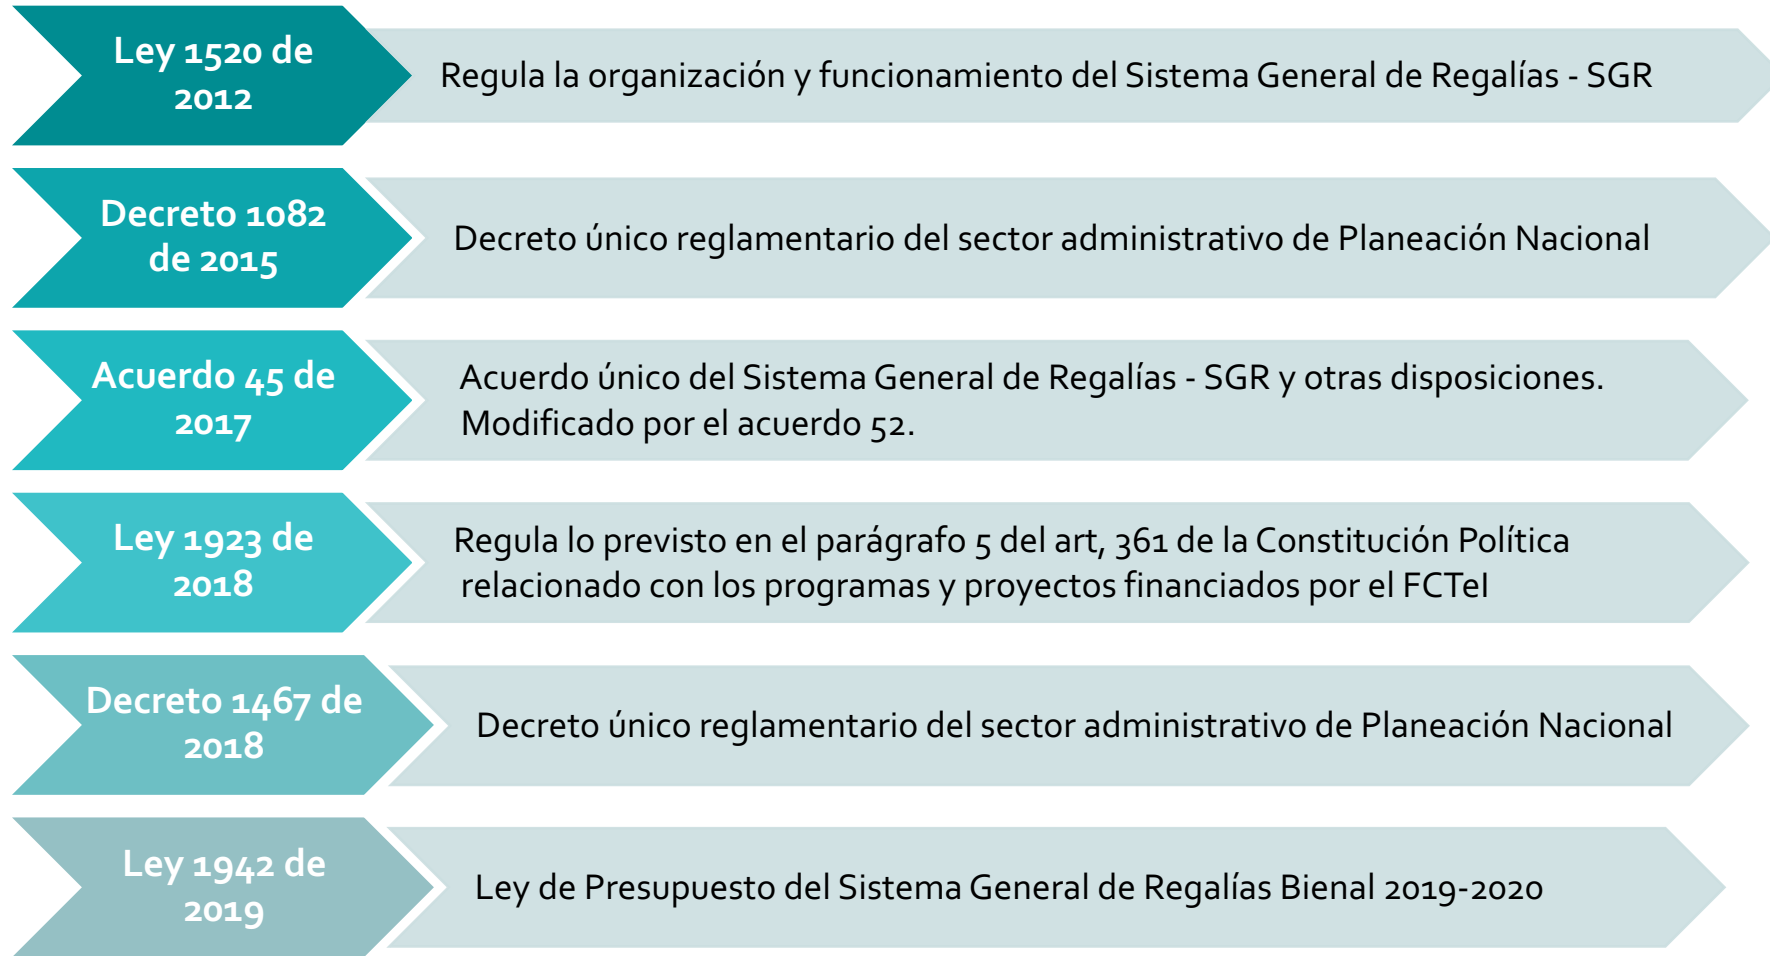 Ley 1520 de
2012
Regula la organización y funcionamiento del Sistema General de Regalías - SGR
Decreto 1082
de 2015
Decreto único reglamentario del sector administrativo de Planeación Nacional
Acuerdo 45 de
2017
Acuerdo único del Sistema General de Regalías - SGR y otras disposiciones.
Modificado por el acuerdo 52.
Ley 1923 de
2018
Regula lo previsto en el parágrafo 5 del art, 361 de la Constitución Política
relacionado con los programas y proyectos financiados por el FCTeI
Decreto 1467 de
2018
Decreto único reglamentario del sector administrativo de Planeación Nacional
Ley 1942 de
2019
Ley de Presupuesto del Sistema General de Regalías Bienal 2019-2020